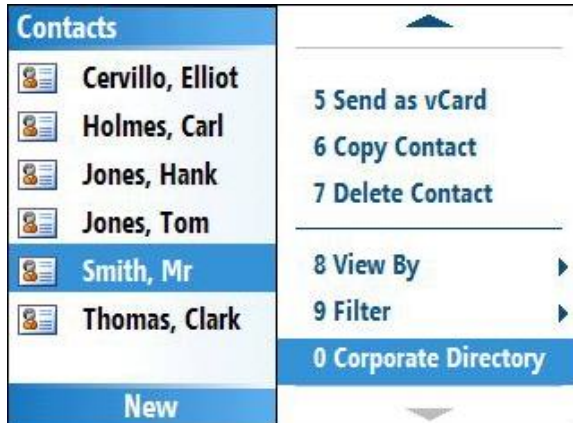 Contacts
Cervillo, Elliot
Holmes, Carl
Jones, Hank
Jones, Tom
Smith, Mr
Thomas, Clark
New
5 Send as vCard
6 Copy Contact
7 Delete Contact
8 View By
9 Filter
0 Corporate Directory